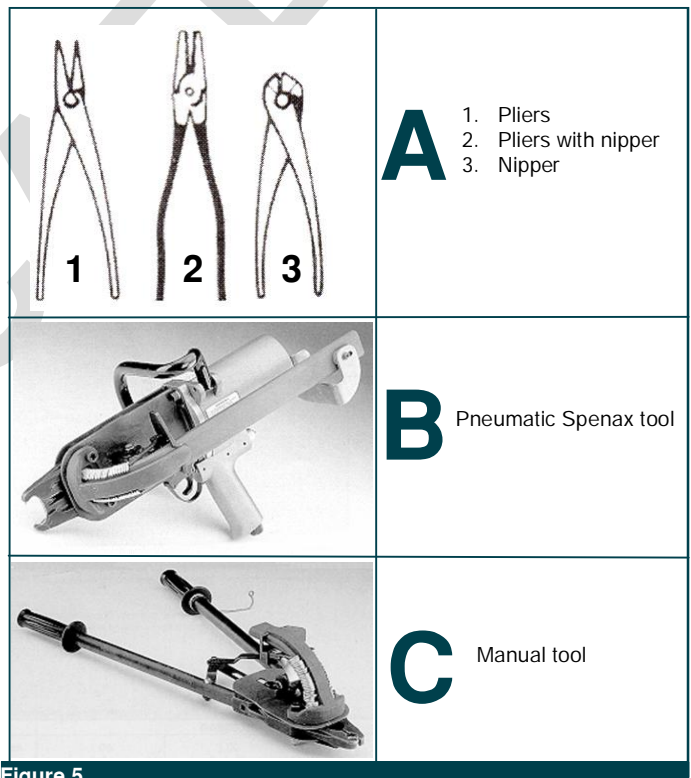 1
2
3
A
1. Pliers
2. Pliers with nipper
3. Nipper
B
Pneumatic Spenax tool
C
Manual tool
Figure 5